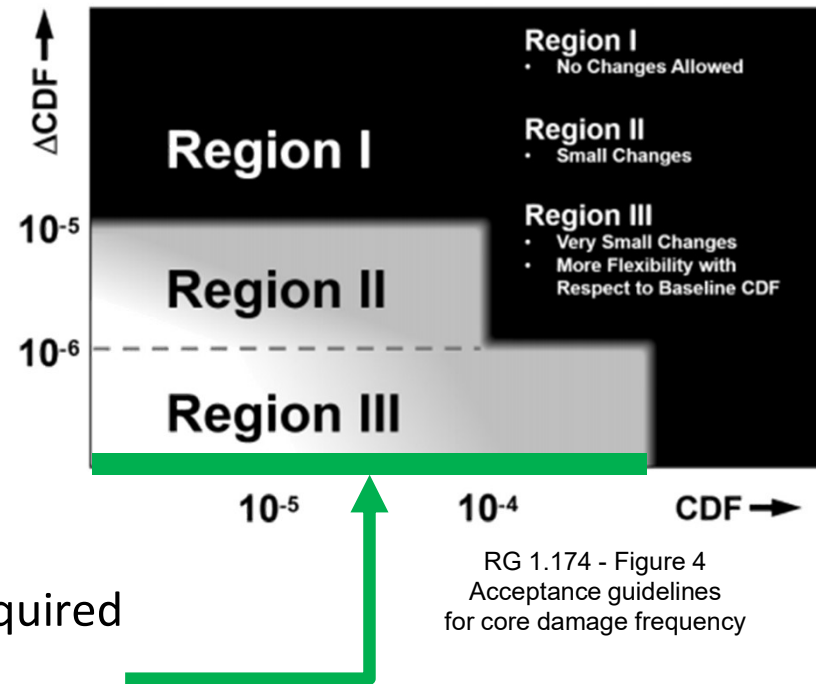 ΔCDF
Region I
• No Changes Allowed
Region II
• Small Changes
Region III
• Very Small Changes
• More Flexibility with
Respect to Baseline CDF
Region I
10-5
Region II
10-6
Region III
10-5
10-4
CDF
RG 1.174 - Figure 4
Acceptance guidelines
for core damage frequency
quired